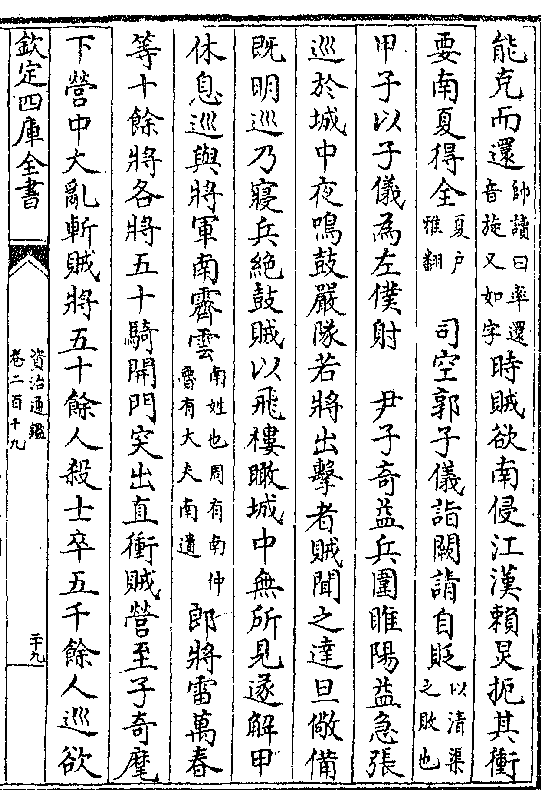 能克而還帥讀曰率還音旋又如字時賊欲南侵江漢賴炅扼其衝
要南夏得全夏户雅翻　司空郭子儀詣闕請自貶以清渠之敗也
甲子以子儀為左僕射　尹子奇益兵圍睢陽益急張
巡於城中夜鳴鼓嚴隊若將出擊者賊聞之達旦儆備
既明巡乃寢兵絶鼓賊以飛樓瞰城中無所見遂解甲
休息巡與將軍南霽雲南姓也周有南仲魯有大夫南遺郎將雷萬春
等十餘將各將五十騎開門突出直衝賊營至子奇麾
下營中大亂斬賊將五十餘人殺士卒五千餘人巡欲
欽定四庫全書
資治通鑑
卷二百十九
二十九